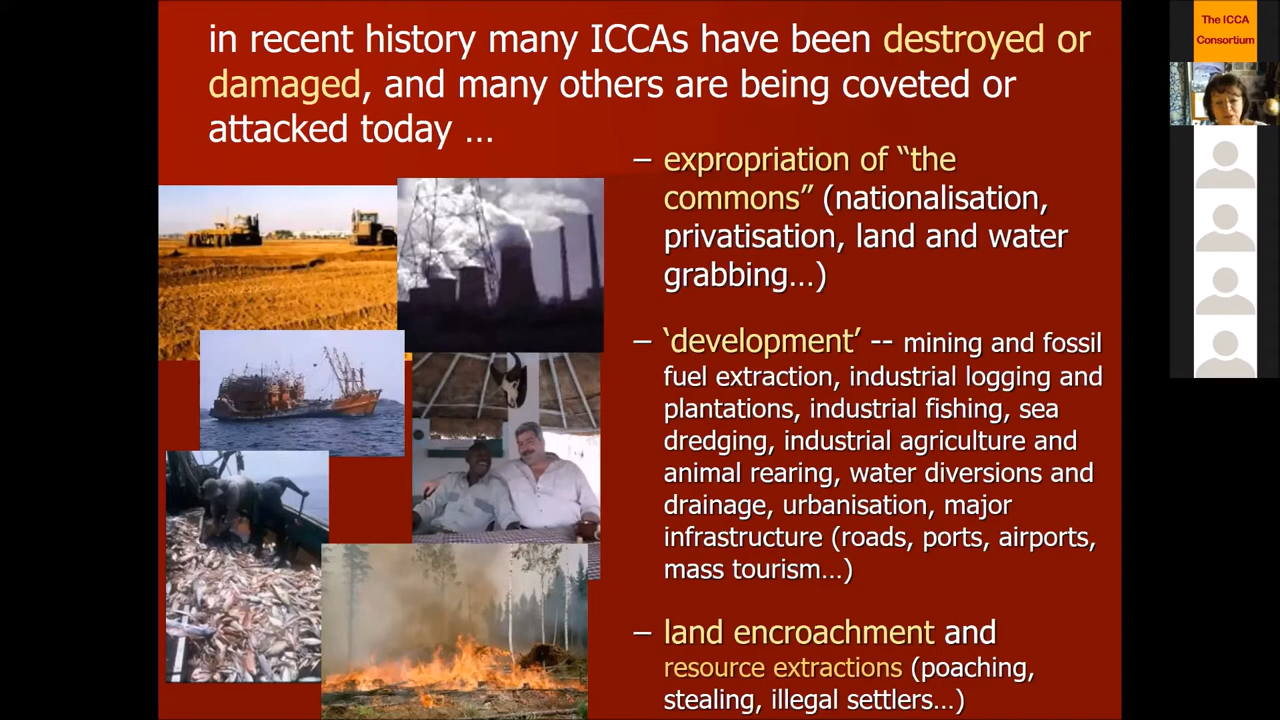 in recent history many ICCAs have been destroyed or
damaged, and many others are being coveted or
attacked today ...
– expropriation of “the
commons” (nationalisation,
privatisation, land and water
grabbing...)
– ‘development’ -- mining and fossil
fuel extraction, industrial logging and
plantations, industrial fishing, sea
dredging, industrial agriculture and
animal rearing, water diversions and
drainage, urbanisation, major
infrastructure (roads, ports, airports,
mass tourism...)
– land encroachment and
resource extractions (poaching,
stealing, illegal settlers...)
The ICCA
Consortium